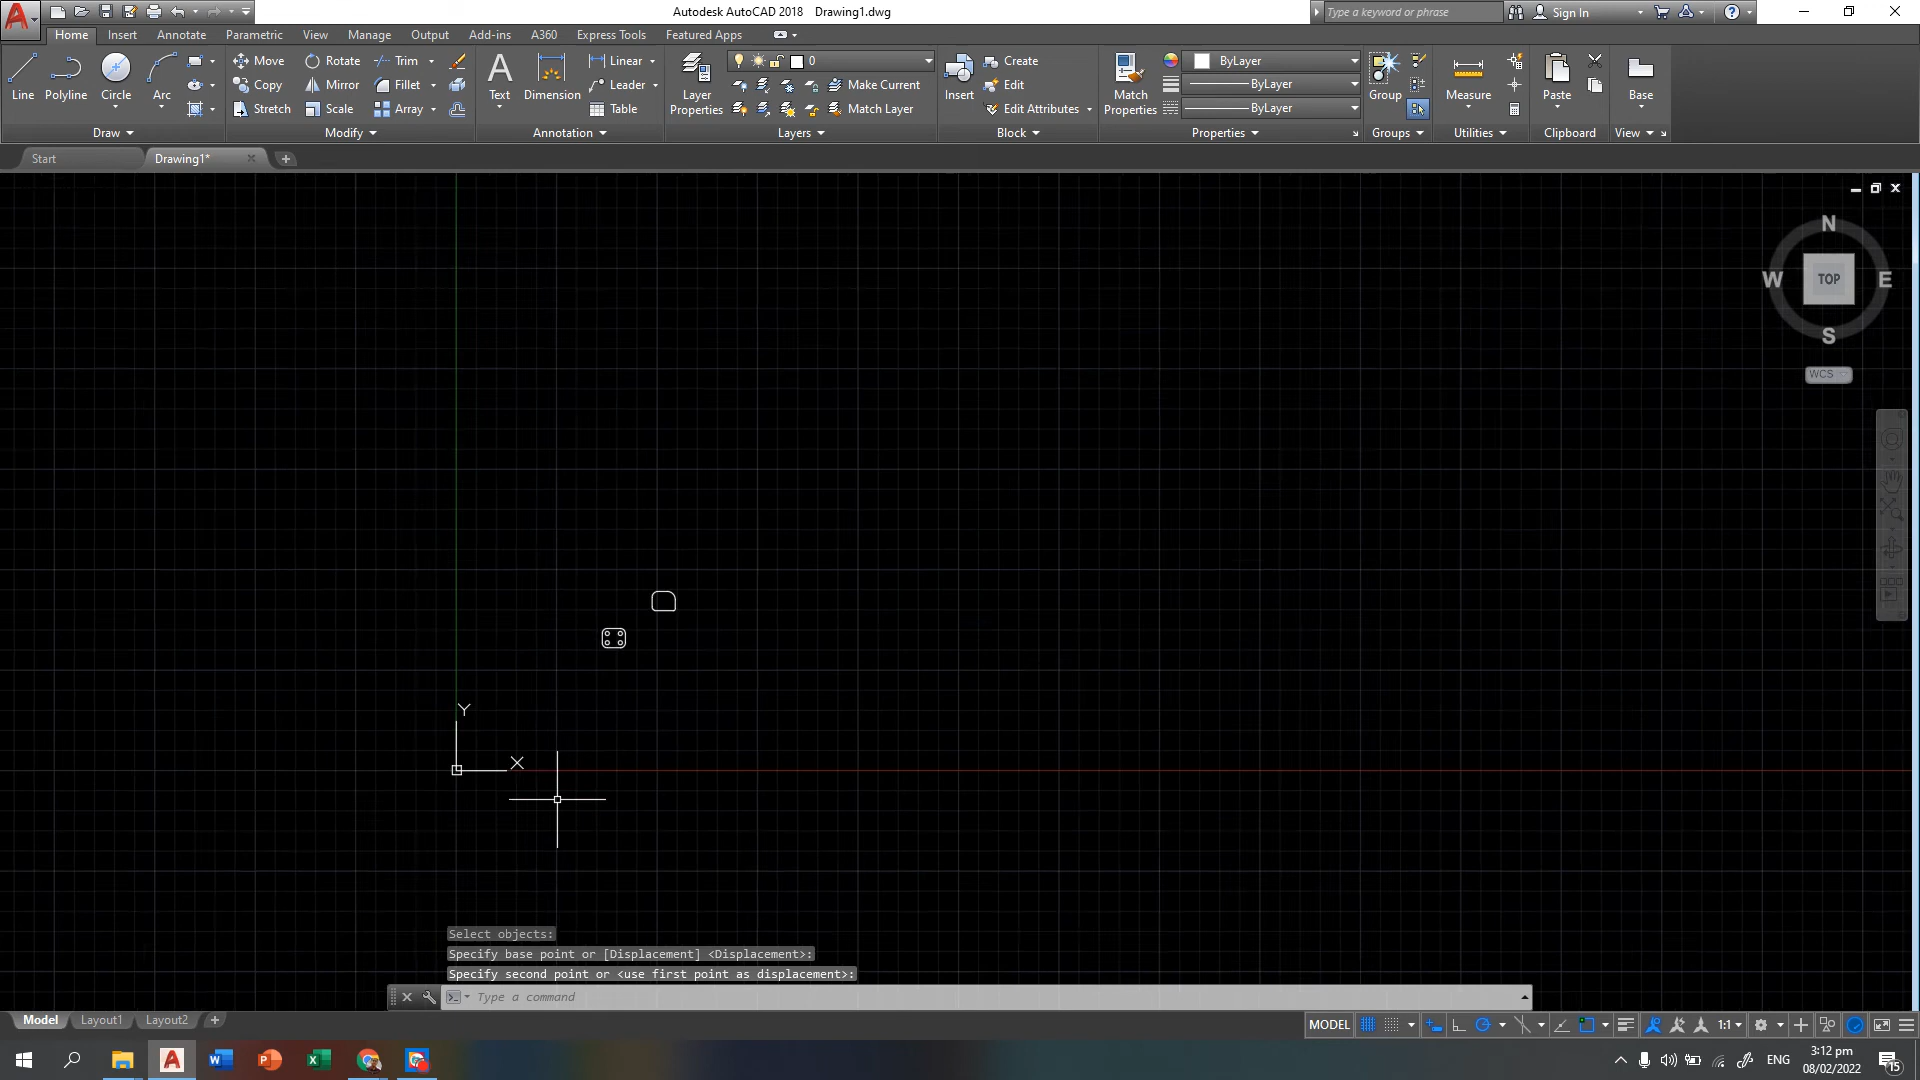 Autodesk AutoCAD 2018 Drawing1.dwg
Type a keyword or phrase
Sign In
Home Insert Annotate Parametric View Manage Output Add-ins A360 Express Tools Featured Apps
Line Polyline Circle Arc
Draw
Move Rotate Trim
Copy Mirror Fillet
Stretch Scale Array
Modify
Text Dimension
Linear
Leader
Table
Annotation
Layer Properties
0
Make Current
Match Layer
Layers
Insert
Create
Edit
Edit Attributes
Block
Match Properties
ByLayer
ByLayer
ByLayer
Properties
Group
Groups
Measure
Utilities
Paste
Clipboard
Base
View
Start Drawing1*
N
W TOP E
S
WCS
Y
X
Select objects:
Specify base point or [Displacement] <Displacement>:
Specify second point or <use first point as displacement>:
Type a command
Model Layout1 Layout2
MODEL 1:1
ENG
3:12 pm
08/02/2022
15